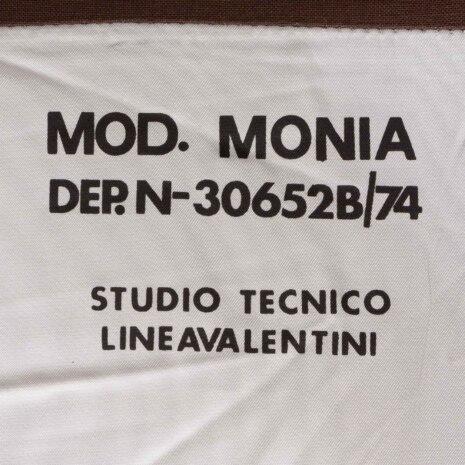 MOD. MONIA
DEP. N-30652B/74
STUDIO TECNICO
LINEAVALENTINI